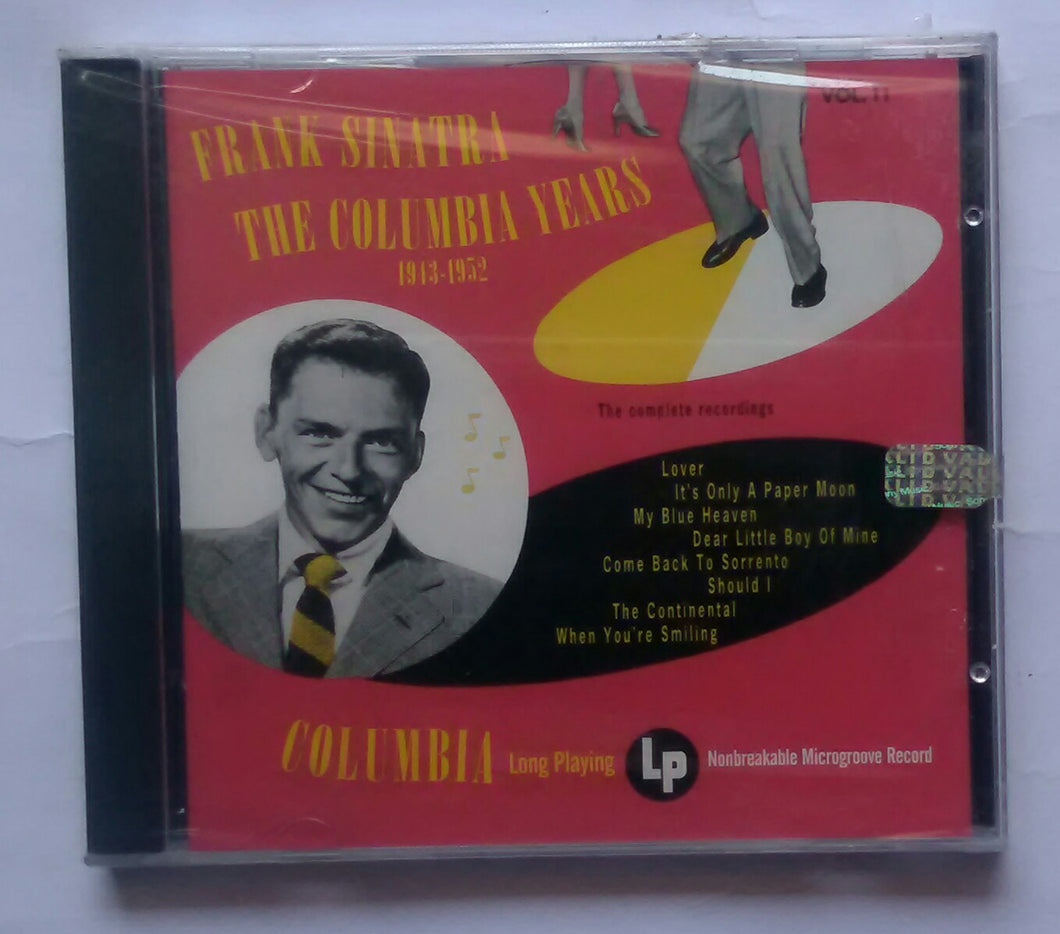 VOL. 11
FRANK SINATRA
THE COLUMBIA YEARS
1943-1952
The complete recordings
Lover
It's Only A Paper Moon
My Blue Heaven
Dear Little Boy Of Mine
Come Back To Sorrento
Should I
The Continental
When You're Smiling
COLUMBIA Long Playing Lp Nonbreakable Microgroove Record